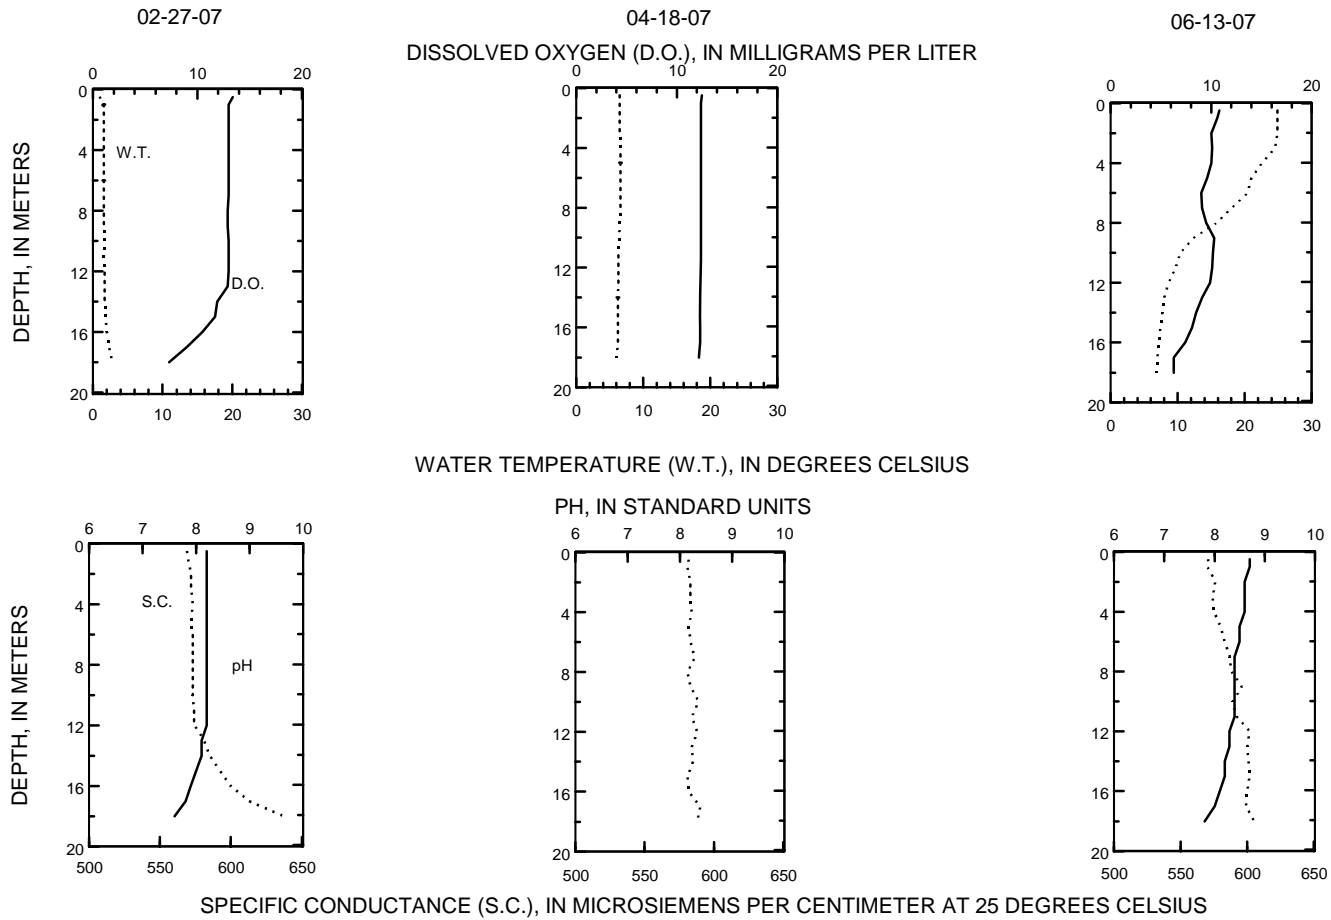 02-27-07 04-18-07 06-13-07
DISSOLVED OXYGEN (D.O.), IN MILLIGRAMS PER LITER
0 10 20 0 10 20 0 10 20
DEPTH, IN METERS
0
4
8
12
16
20
W.T.
D.O.
0 10 20 30
0
4
8
12
16
20
0 10 20 30
0
4
8
12
16
20
0 10 20 30
WATER TEMPERATURE (W.T.), IN DEGREES CELSIUS
PH, IN STANDARD UNITS
6 7 8 9 10 6 7 8 9 10 6 7 8 9 10
DEPTH, IN METERS
0
4
8
12
16
20
S.C.
pH
500 550 600 650
0
4
8
12
16
20
500 550 600 650
0
4
8
12
16
20
500 550 600 650
SPECIFIC CONDUCTANCE (S.C.), IN MICROSIEMENS PER CENTIMETER AT 25 DEGREES CELSIUS